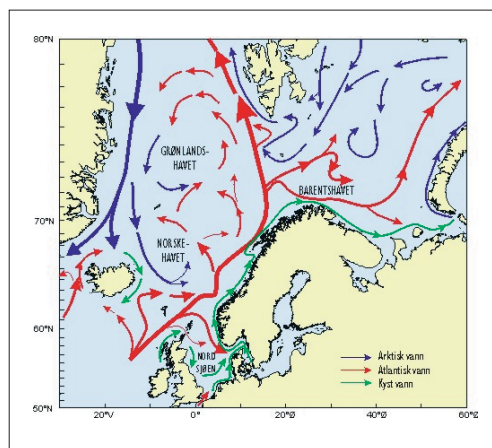 80°N
GRØNLANDS-
HAVET
BARENTSHAVET
70°N
NORSKE-
HAVET
60°N
NORD
SJØEN
Arktisk vann
Atlantisk vann
Kyst vann
50°N
20°V
0°
20°Ø
40°Ø
60°Ø